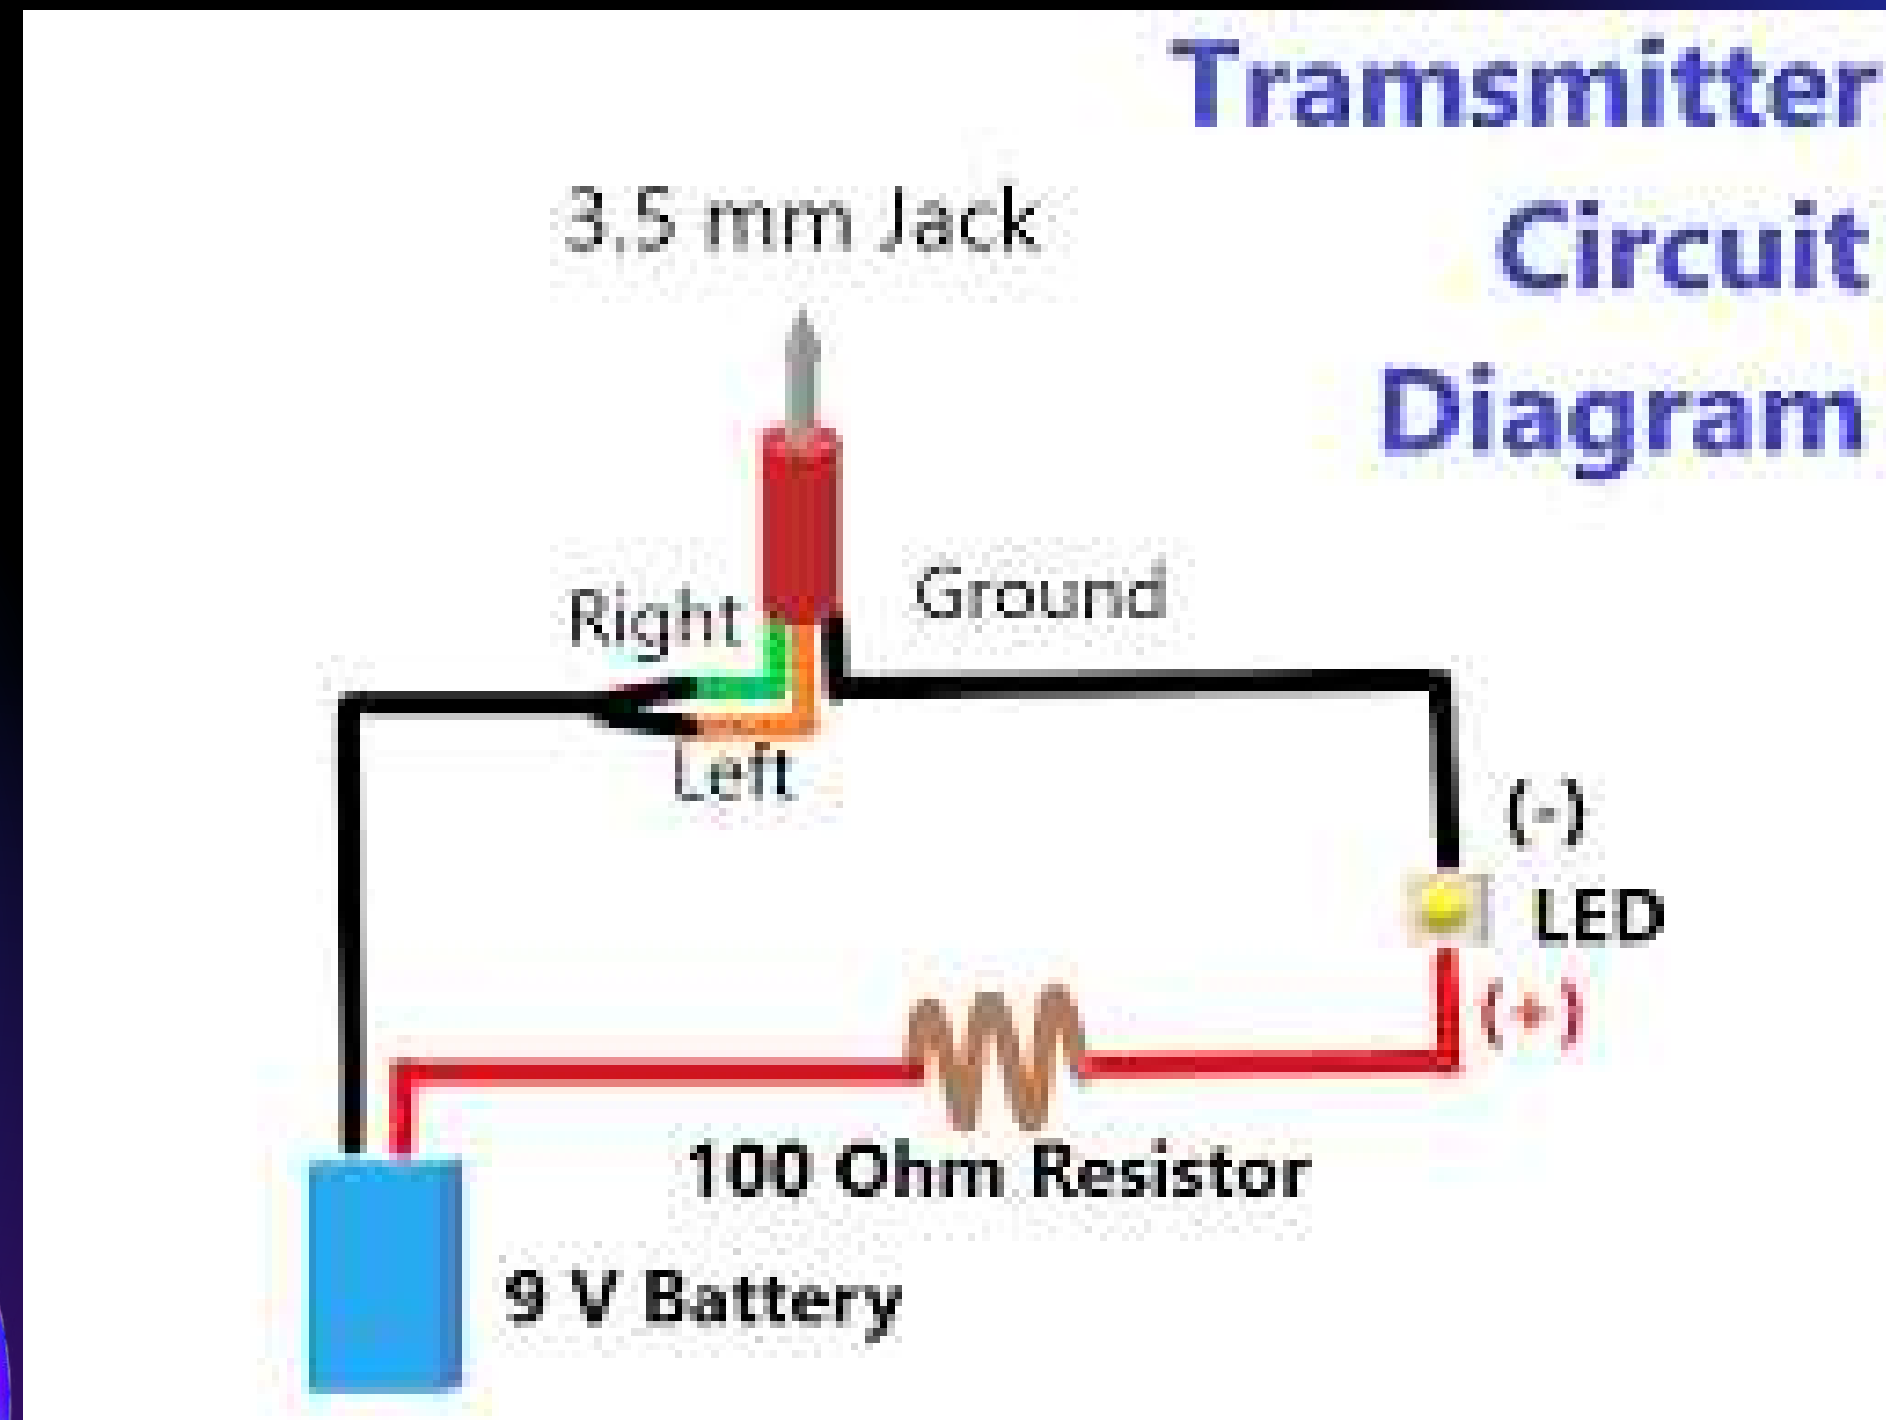 Tramsmitter
Circuit
Diagram
3.5 mm Jack
Right
Ground
Left
(-)
LED
(+)
100 Ohm Resistor
9 V Battery